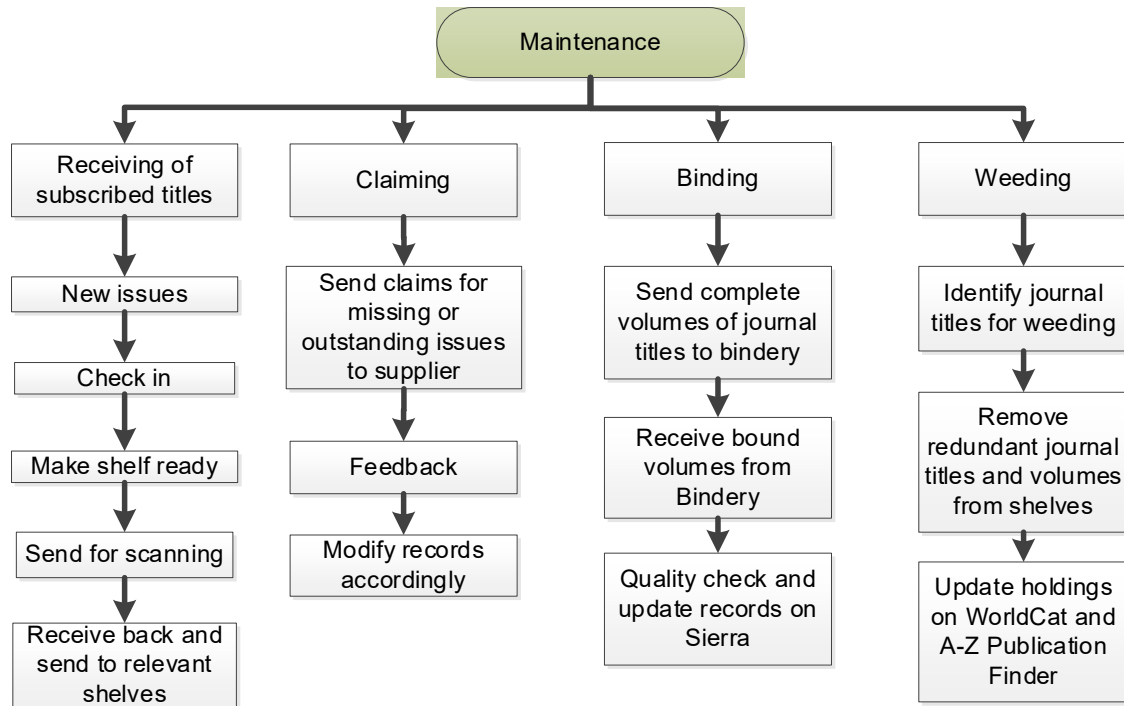 Maintenance
Receiving of
subscribed titles
New issues
Check in
Make shelf ready
Send for scanning
Receive back and
send to relevant
shelves
Claiming
Send claims for
missing or
outstanding issues
to supplier
Feedback
Modify records
accordingly
Binding
Send complete
volumes of journal
titles to bindery
Receive bound
volumes from
Bindery
Quality check and
update records on
Sierra
Weeding
Identify journal
titles for weeding
Remove
redundant journal
titles and volumes
from shelves
Update holdings
on WorldCat and
A-Z Publication
Finder